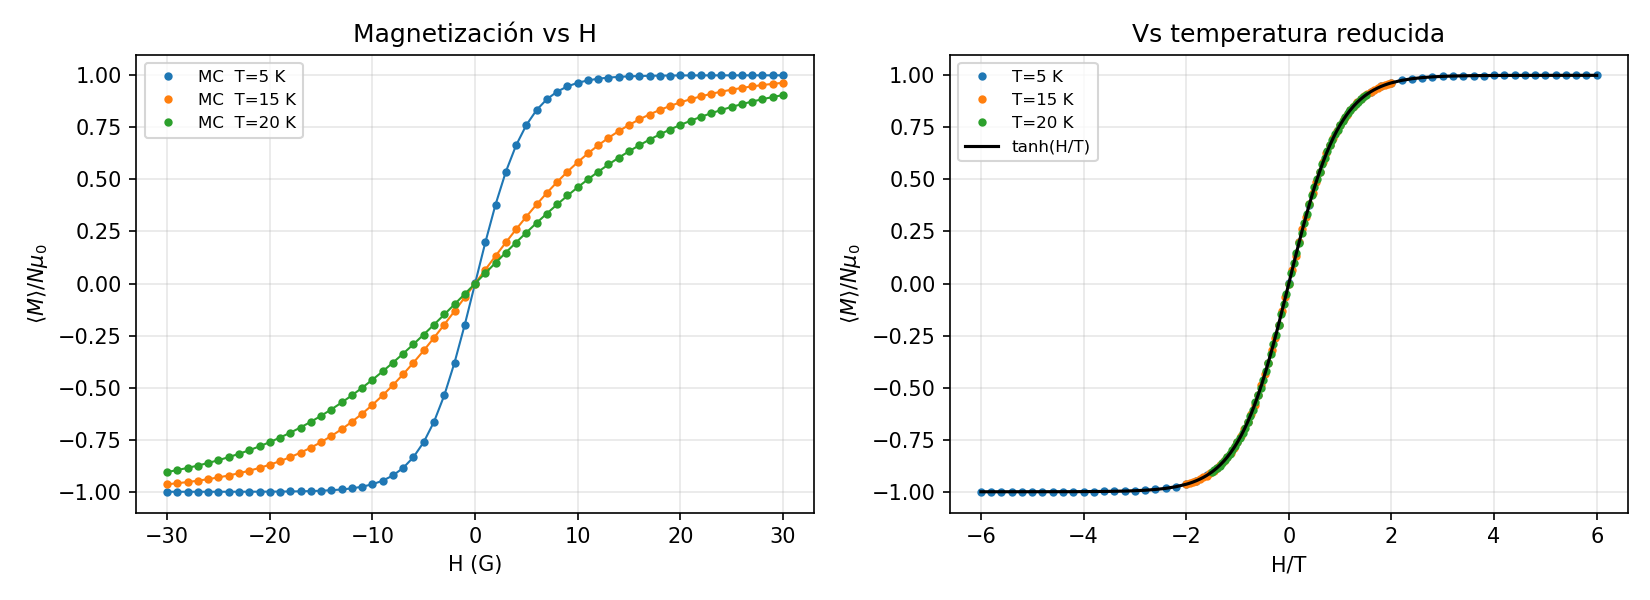 Magnetización vs H
MC T=5 K
MC T=15 K
MC T=20 K
1.00
0.75
0.50
0.25
0.00
−0.25
−0.50
−0.75
−1.00
⟨M⟩/Nμ₀
−30
−20
−10
0
10
20
30
H (G)
Vs temperatura reducida
T=5 K
T=15 K
T=20 K
tanh(H/T)
1.00
0.75
0.50
0.25
0.00
−0.25
−0.50
−0.75
−1.00
⟨M⟩/Nμ₀
−6
−4
−2
0
2
4
6
H/T